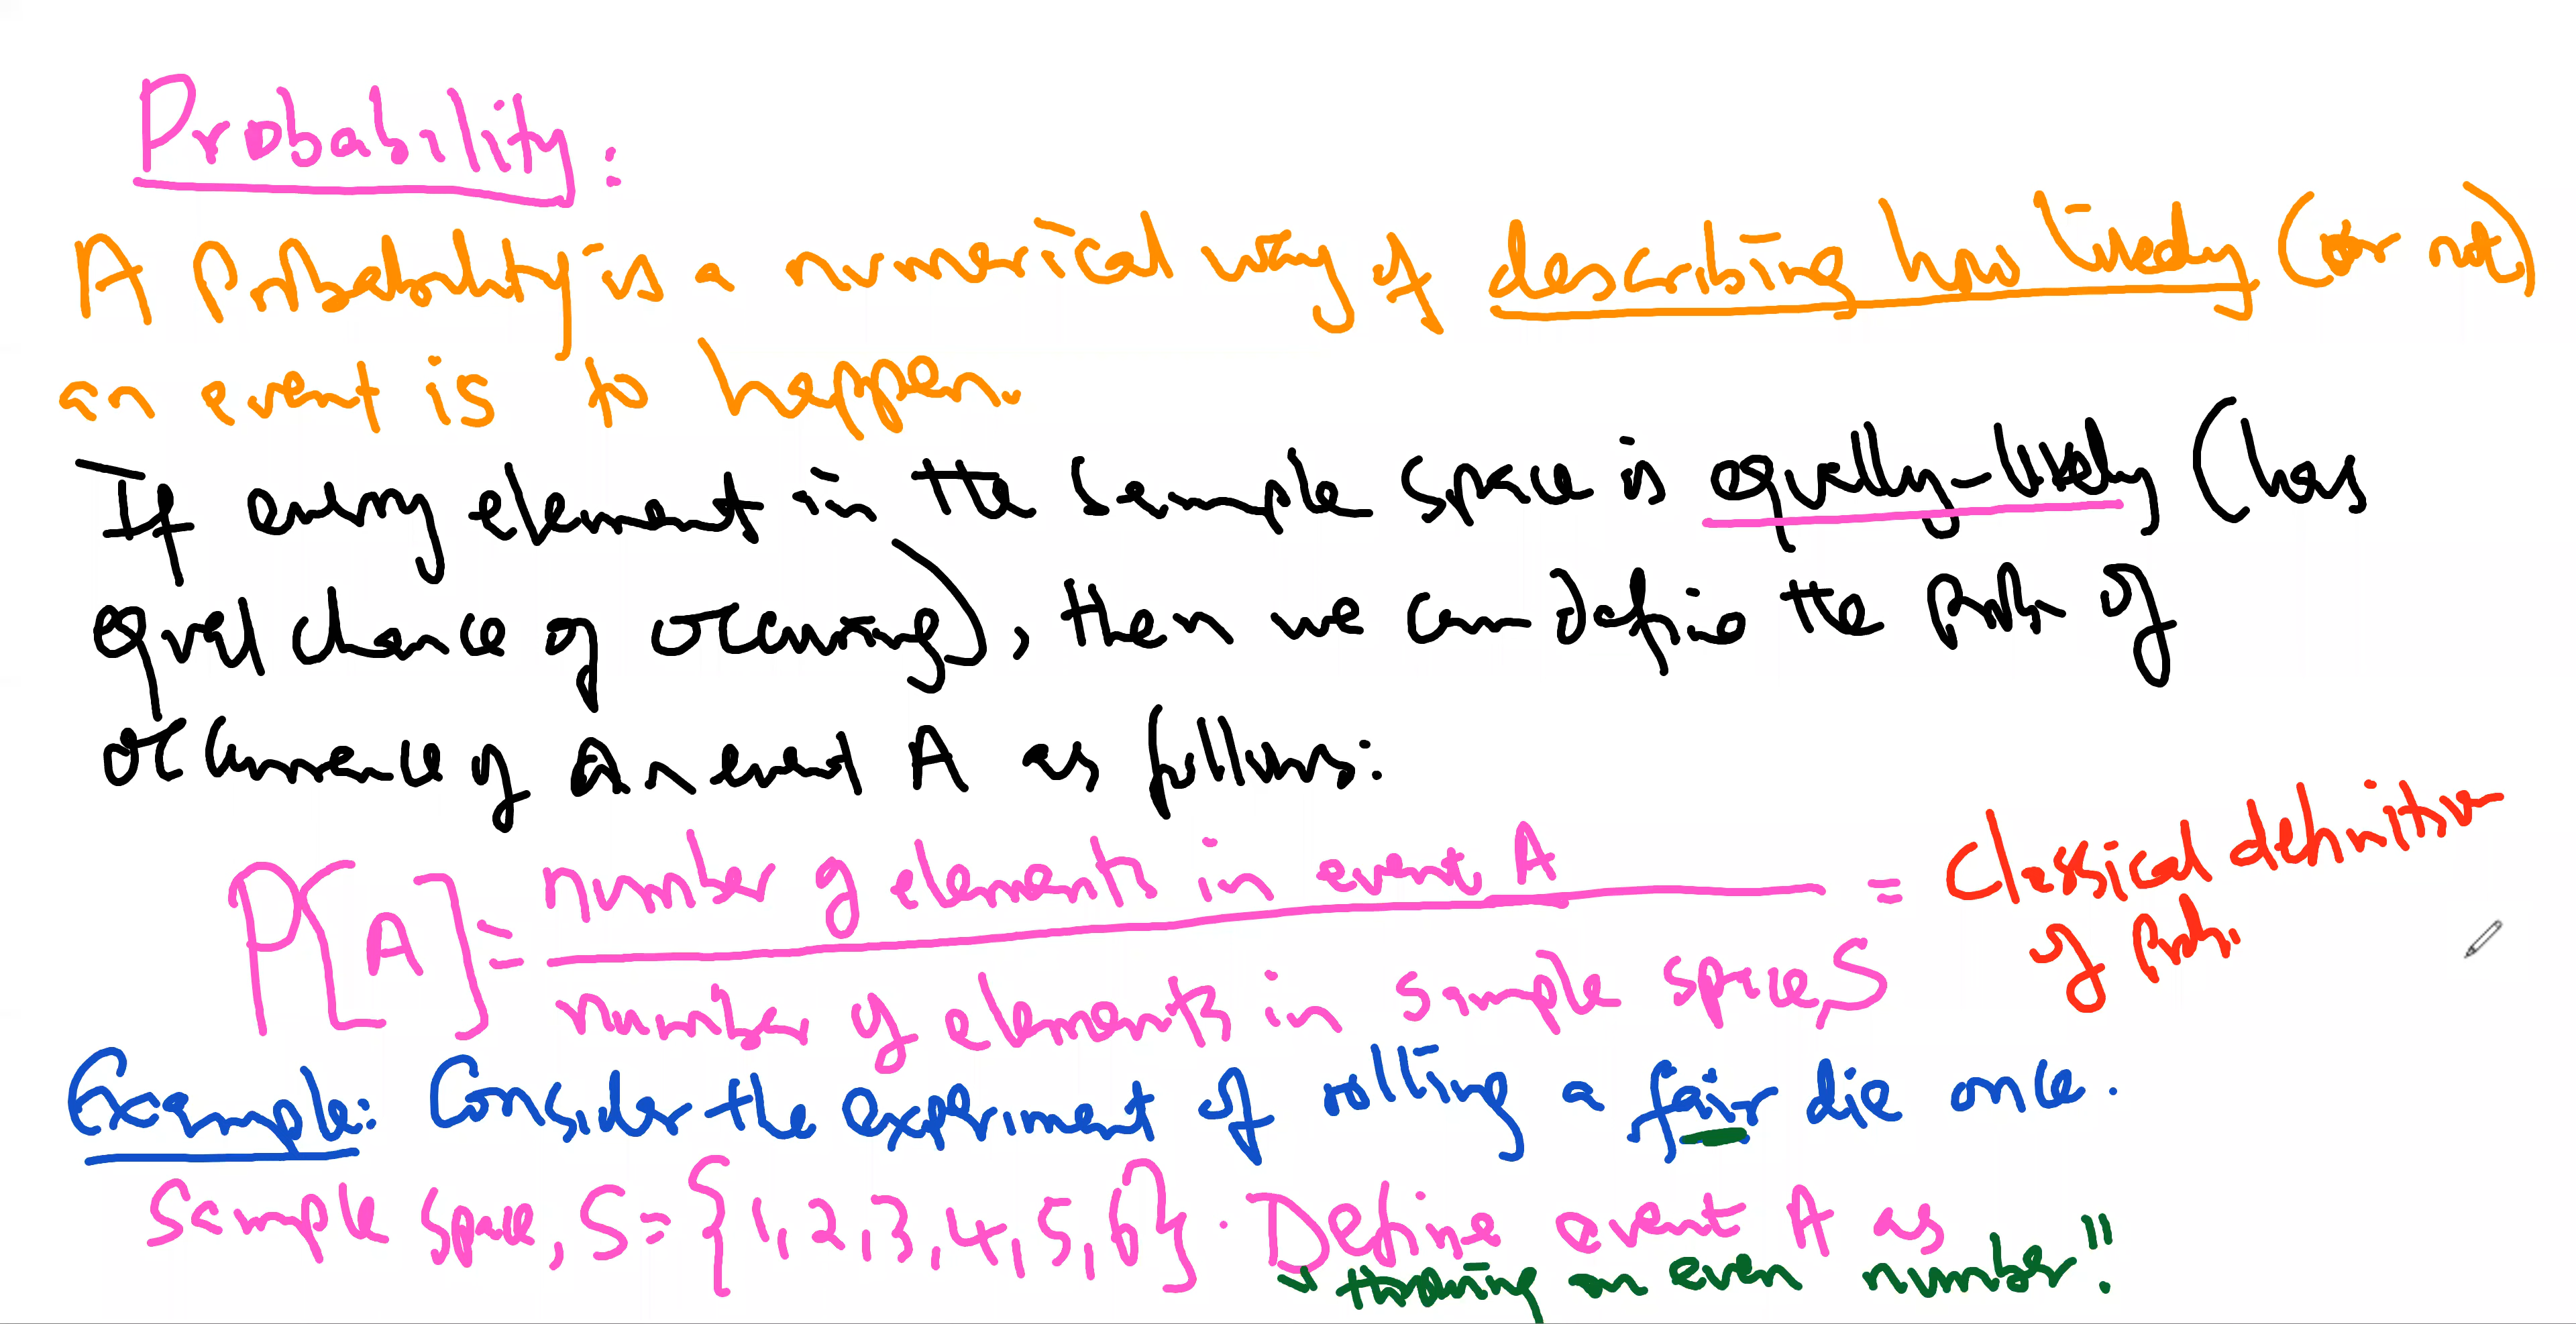 Probability:
A Probability is a numerical way of describing how likely (or not)
an event is to happen.
If every element in the sample space is equally-likely (has
equal chance of occurring), then we can define the Prob. of
occurrence of an event A as follows:
P[A] = number of elements in event A / number of elements in sample space, S = Classical definition
of Prob.
Example: Consider the experiment of rolling a fair die once.
Sample Space, S = {1, 2, 3, 4, 5, 6}. Define event A as
"throwing an even number".